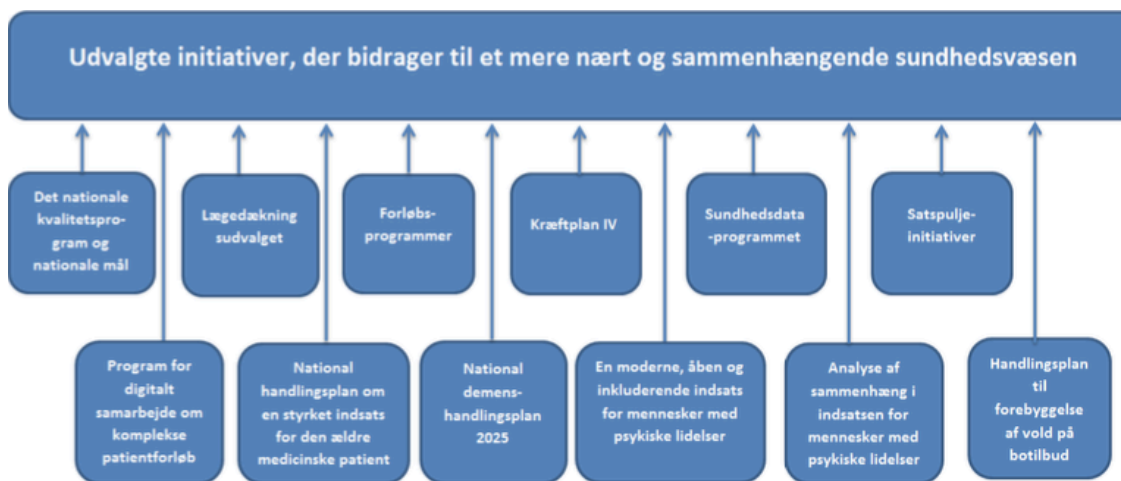 Udvalgte initiativer, der bidrager til et mere nært og sammenhængende sundhedsvæsen
Det nationale
kvalitetspro-
gram og
nationale mål
Lægedækning
sudvalget
Forløbs-
programmer
Kræftplan IV
Sundhedsdata
-programmet
Satspulje-
initiativer
Program for
digitalt
samarbejde om
komplekse
patientforløb
National
handlingsplan om
en styrket indsats
for den ældre
medicinske patient
National
demens-
handlingsplan
2025
En moderne, åben og
inkluderende indsats
for mennesker med
psykiske lidelser
Analyse af
sammenhæng i
indsatsen for
mennesker med
psykiske lidelser
Handlingsplan
til
forebyggelse
af vold på
botilbud